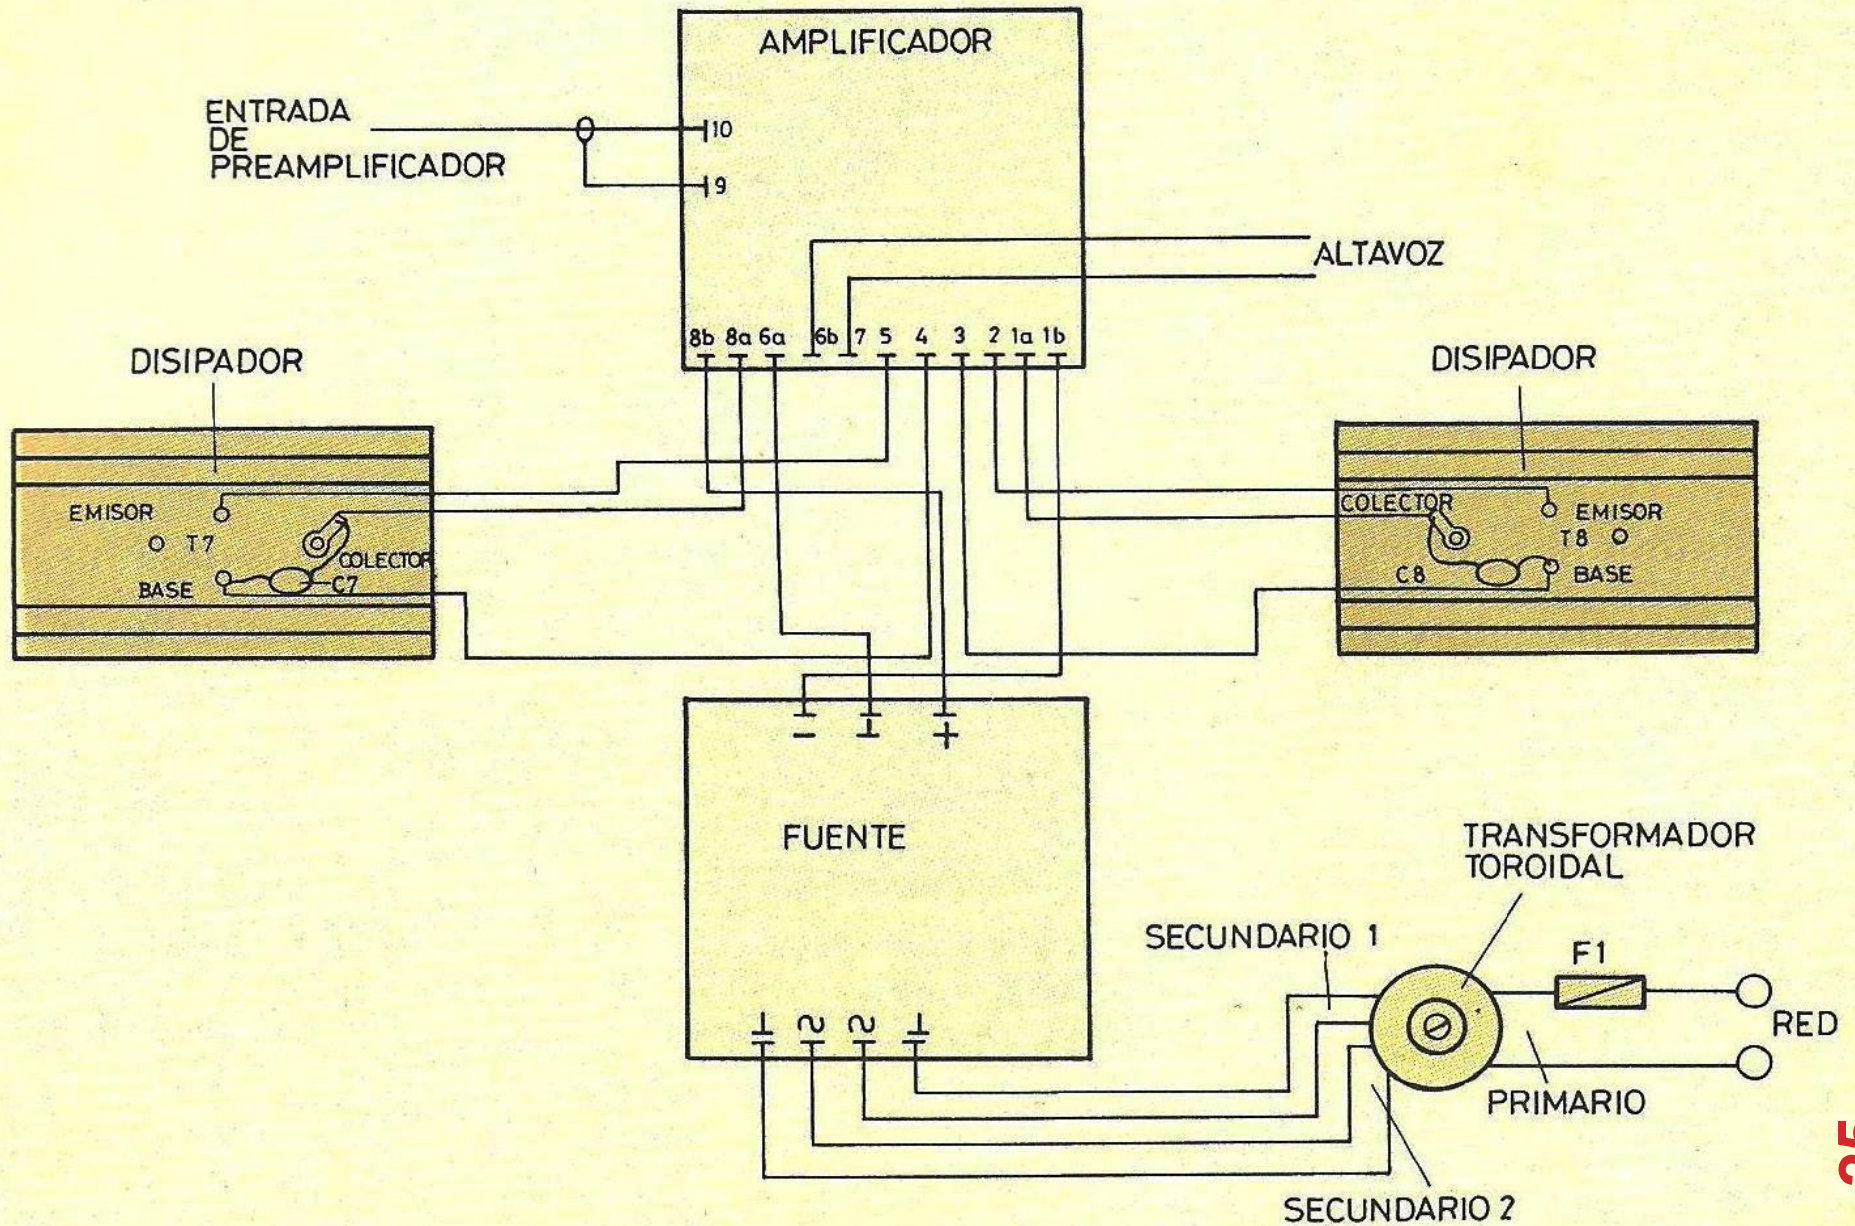 AMPLIFICADOR
ENTRADA
DE
PREAMPLIFICADOR
10
9
ALTAVOZ
8b 8a 6a 6b 7 5 4 3 2 1a 1b
DISIPADOR
EMISOR
T7
COLECTOR
BASE
C7
DISIPADOR
COLECTOR
EMISOR
T8
C8
BASE
- ⊥ +
FUENTE
⊥ ~ ~ ⊥
TRANSFORMADOR
TOROIDAL
SECUNDARIO 1
F1
RED
PRIMARIO
SECUNDARIO 2